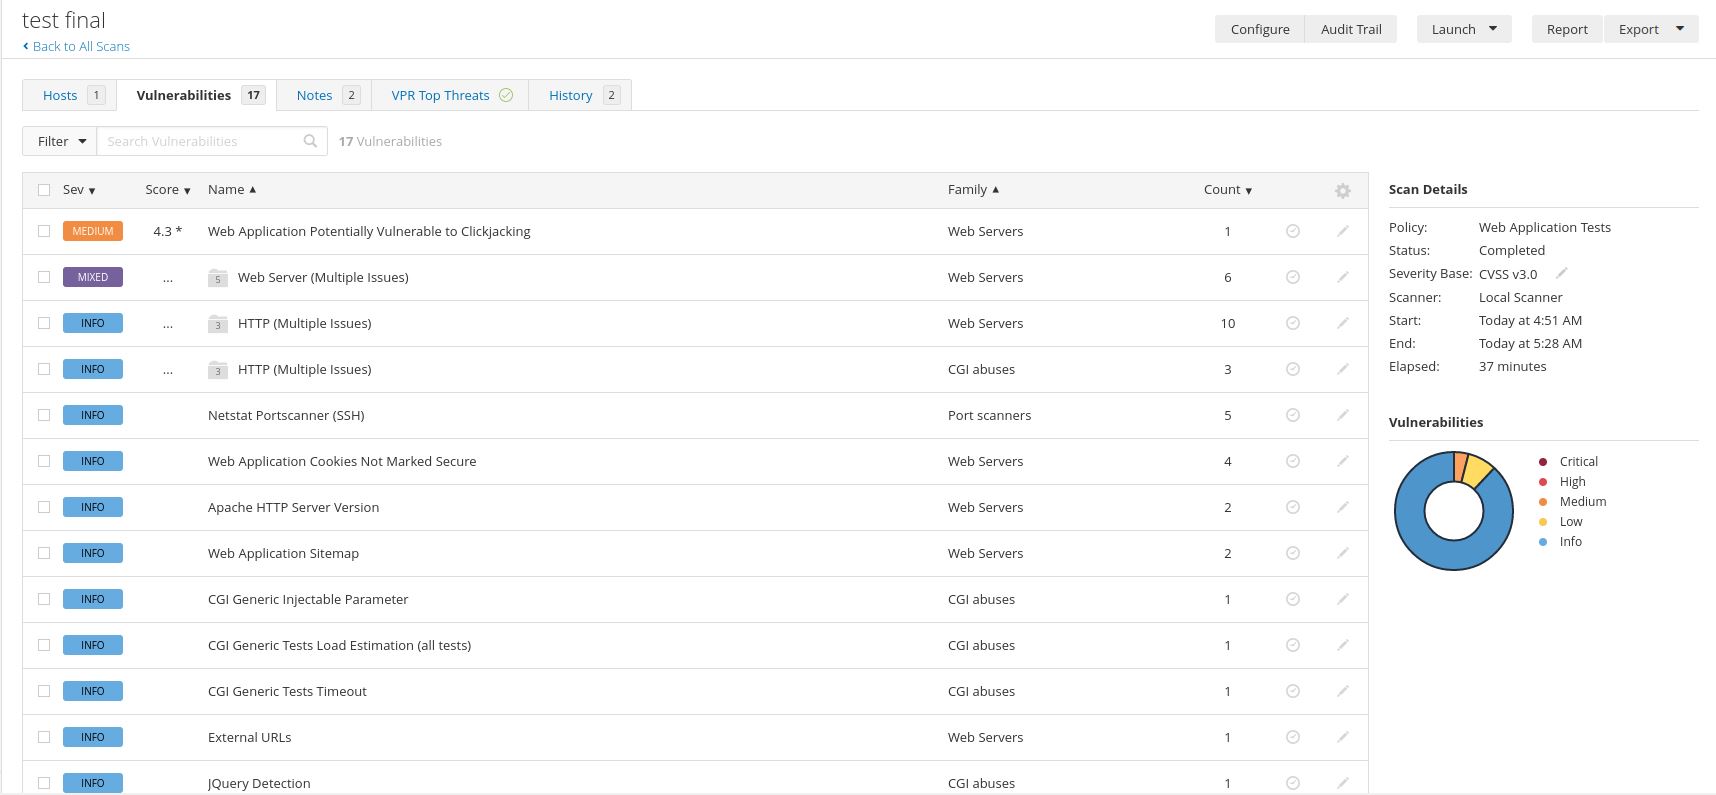 test final
Back to All Scans
Configure Audit Trail Launch Report Export
Hosts 1 Vulnerabilities 17 Notes 2 VPR Top Threats History 2
Filter Search Vulnerabilities 17 Vulnerabilities
Sev Score Name Family Count
MEDIUM 4.3 * Web Application Potentially Vulnerable to Clickjacking Web Servers 1
MIXED ... 5 Web Server (Multiple Issues) Web Servers 6
INFO ... 3 HTTP (Multiple Issues) Web Servers 10
INFO ... 3 HTTP (Multiple Issues) CGI abuses 3
INFO Netstat Portscanner (SSH) Port scanners 5
INFO Web Application Cookies Not Marked Secure Web Servers 4
INFO Apache HTTP Server Version Web Servers 2
INFO Web Application Sitemap Web Servers 2
INFO CGI Generic Injectable Parameter CGI abuses 1
INFO CGI Generic Tests Load Estimation (all tests) CGI abuses 1
INFO CGI Generic Tests Timeout CGI abuses 1
INFO External URLs Web Servers 1
INFO JQuery Detection CGI abuses 1
Scan Details
Policy: Web Application Tests
Status: Completed
Severity Base: CVSS v3.0
Scanner: Local Scanner
Start: Today at 4:51 AM
End: Today at 5:28 AM
Elapsed: 37 minutes
Vulnerabilities
Critical
High
Medium
Low
Info